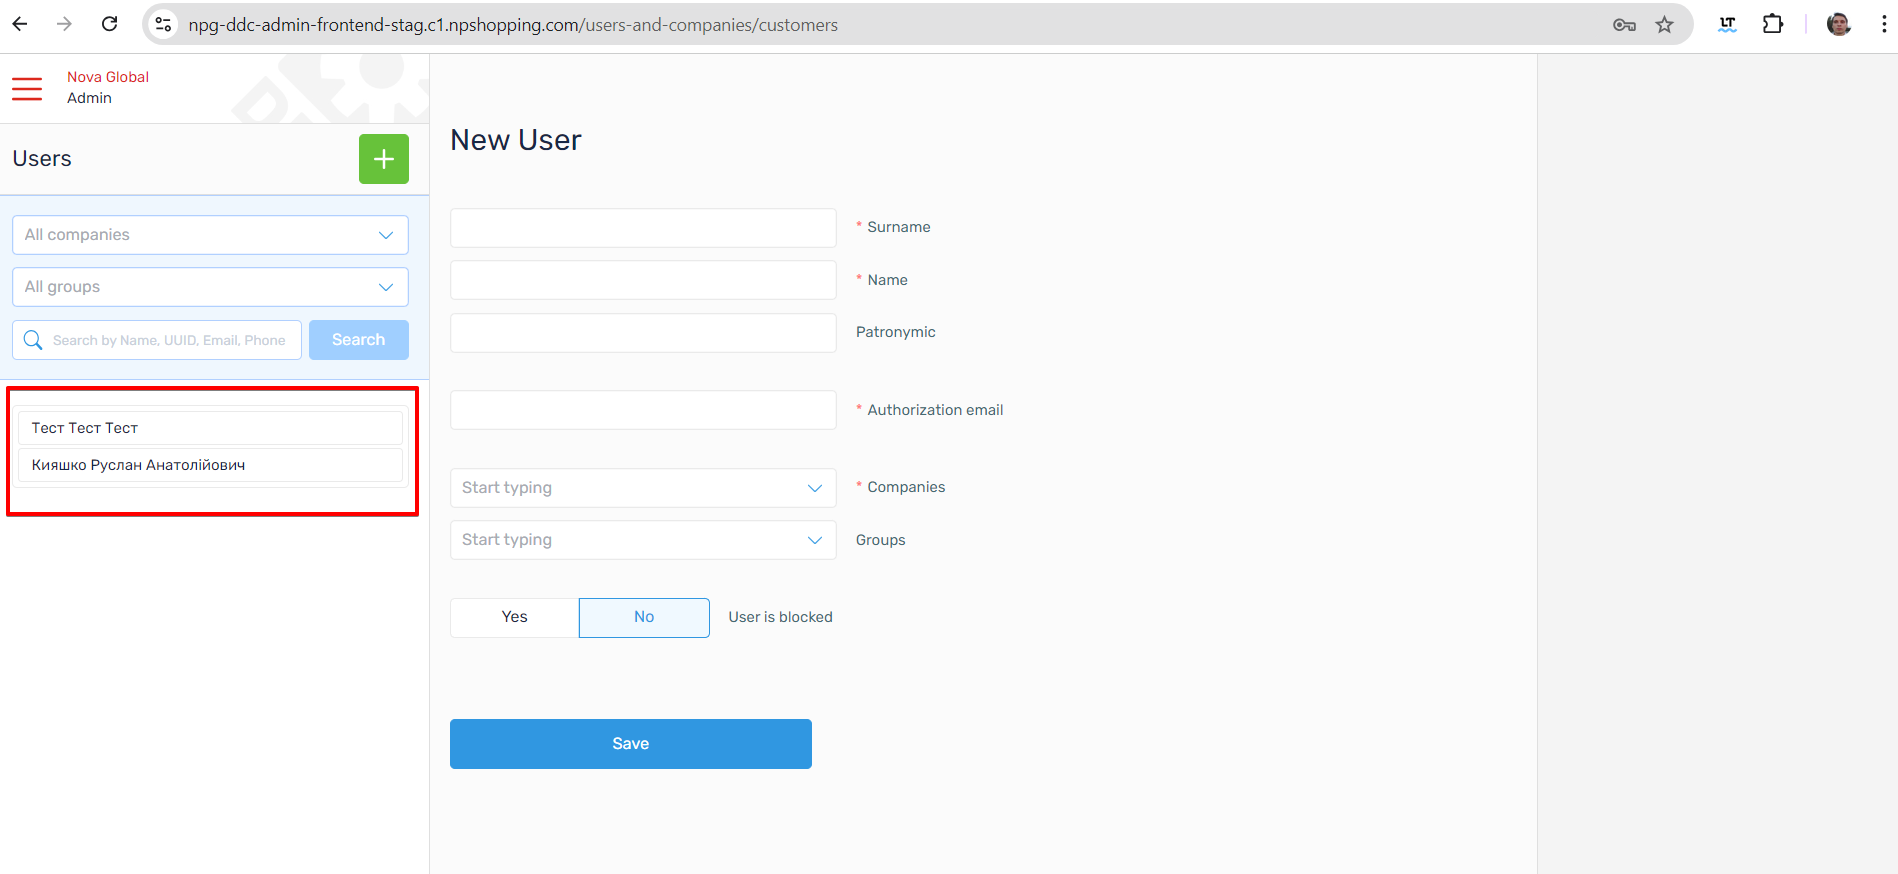 npg-ddc-admin-frontend-stag.c1.npshopping.com/users-and-companies/customers
LT
Nova Global
Admin
Users
All companies
All groups
Search by Name, UUID, Email, Phone
Search
Тест Тест Тест
Кияшко Руслан Анатолійович
New User
* Surname
* Name
Patronymic
* Authorization email
Start typing
* Companies
Start typing
Groups
Yes
No
User is blocked
Save